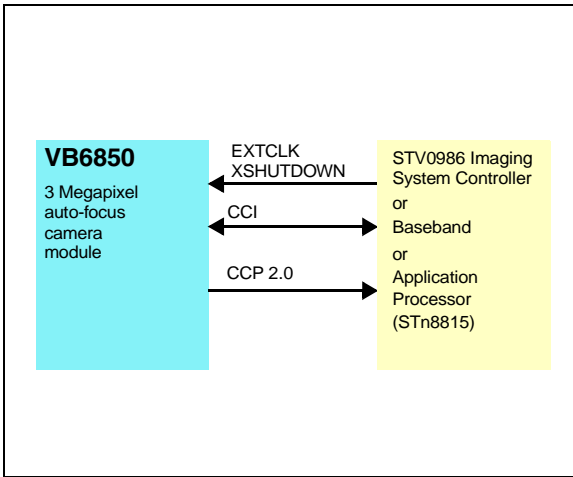 VB6850
3 Megapixel
auto-focus
camera
module
EXTCLK
XSHUTDOWN
CCI
CCP 2.0
STV0986 Imaging
System Controller
or
Baseband
or
Application
Processor
(STn8815)